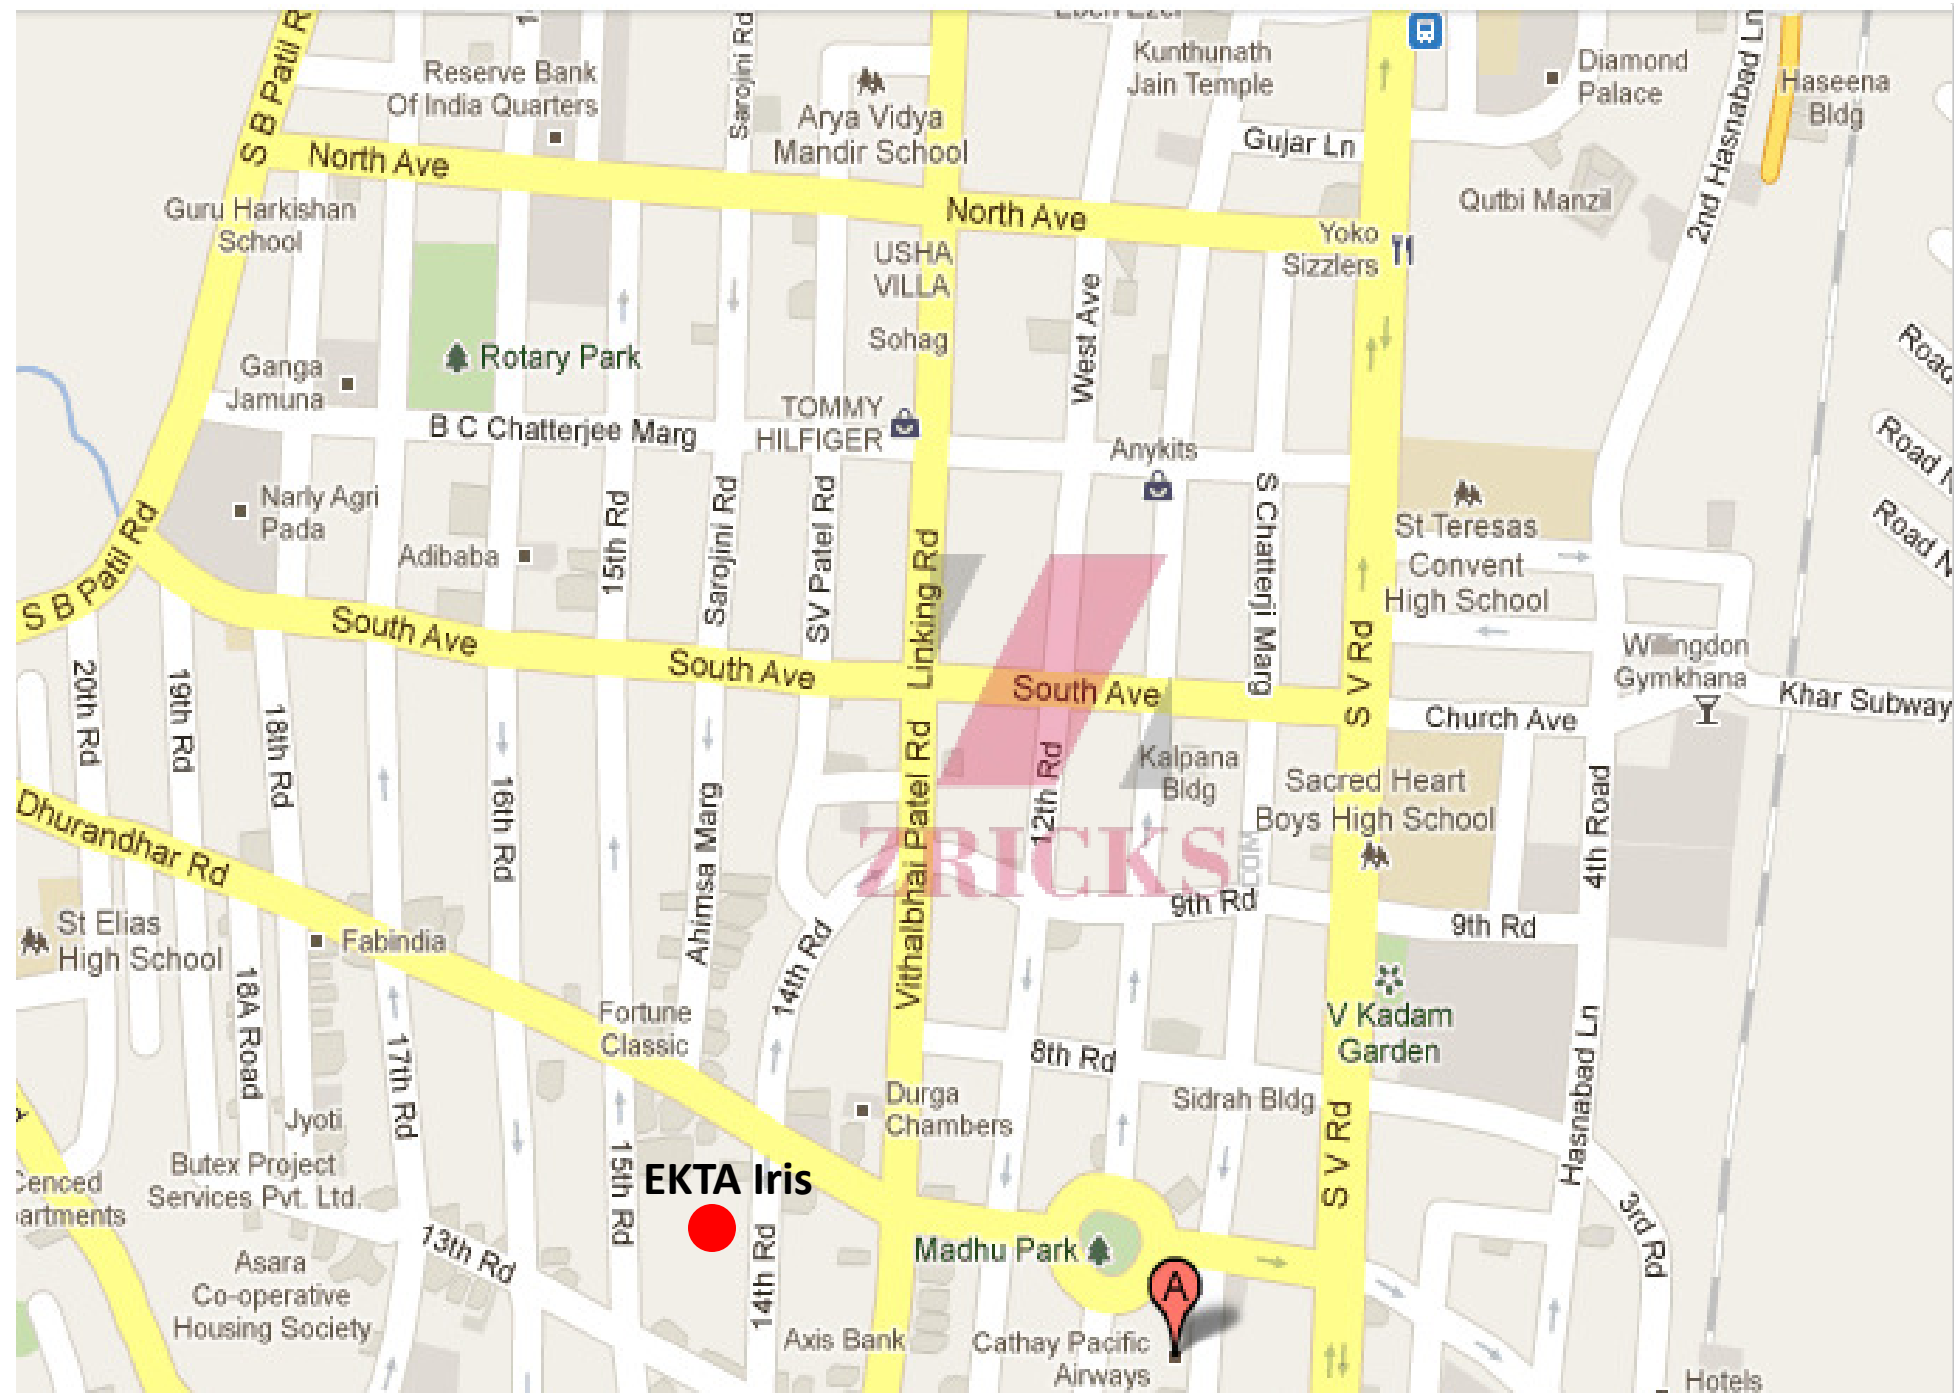 S B Patil R
Reserve Bank
Of India Quarters
Sarojini Rd
Arya Vidya
Mandir School
Kunthunath
Jain Temple
Gujar Ln
Diamond
Palace
2nd Hasnabad Ln
Haseena
Bldg
North Ave
North Ave
Guru Harkishan
School
Qutbi Manzil
USHA
VILLA
Yoko
Sizzlers
Sohag
West Ave
Rotary Park
Ganga
Jamuna
Road
B C Chatterjee Marg
TOMMY
HILFIGER
Anykits
Road N
Narly Agri
Pada
Adibaba
15th Rd
Sarojini Rd
SV Patel Rd
Linking Rd
S Chatterji Marg
St Teresas
Convent
High School
Road N
S B Patil Rd
South Ave
South Ave
South Ave
S V Rd
Willingdon
Gymkhana
Khar Subway
Church Ave
20th Rd
19th Rd
18th Rd
16th Rd
Ahimsa Marg
Vithalbhai Patel Rd
12th Rd
Kalpana
Bldg
Sacred Heart
Boys High School
4th Road
Dhurandhar Rd
ZRICKS
.COM
9th Rd
9th Rd
St Elias
High School
Fabindia
18A Road
17th Rd
Fortune
Classic
14th Rd
8th Rd
V Kadam
Garden
Hasnabad Ln
Durga
Chambers
Sidrah Bldg
S V Rd
Jyoti
Butex Project
Services Pvt. Ltd.
15th Rd
EKTA Iris
13th Rd
14th Rd
Madhu Park
3rd Rd
Asara
Co-operative
Housing Society
Axis Bank
A
Cathay Pacific
Airways
Hotels